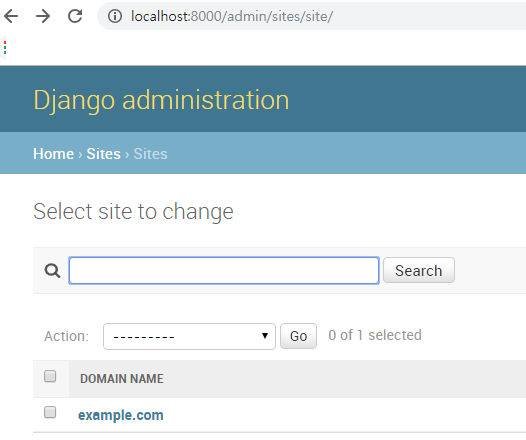 localhost:8000/admin/sites/site/
Django administration
Home › Sites › Sites
Select site to change
Search
Action: --------- Go 0 of 1 selected
DOMAIN NAME
example.com